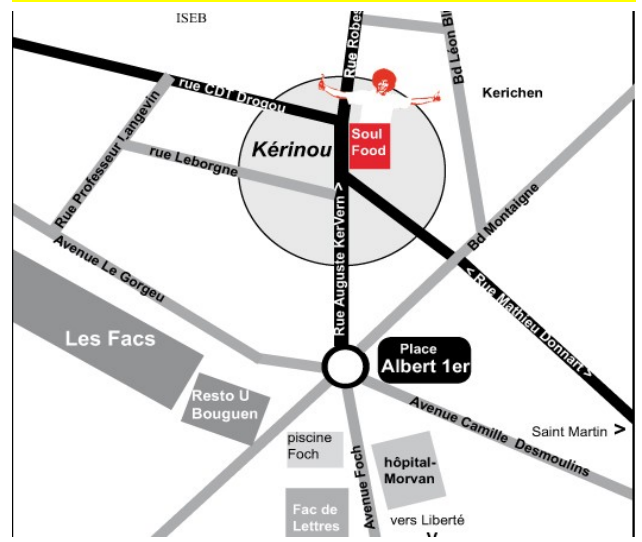 ISEB
Rue Robes
Bd Léon Bl
Kerichen
rue CDT Drogou
Soul
Food
Kérinou
Rue Professeur Langevin
rue Leborgne
Rue Auguste KerVern >
Bd Montaigne
Avenue Le Gorgeu
< Rue Mathieu Donnart >
Les Facs
Place
Albert 1er
Resto U
Bouguen
Avenue Camille Desmoulins
Saint Martin >
piscine
Foch
Avenue Foch
hôpital-
Morvan
Fac de
Lettres
vers Liberté
>